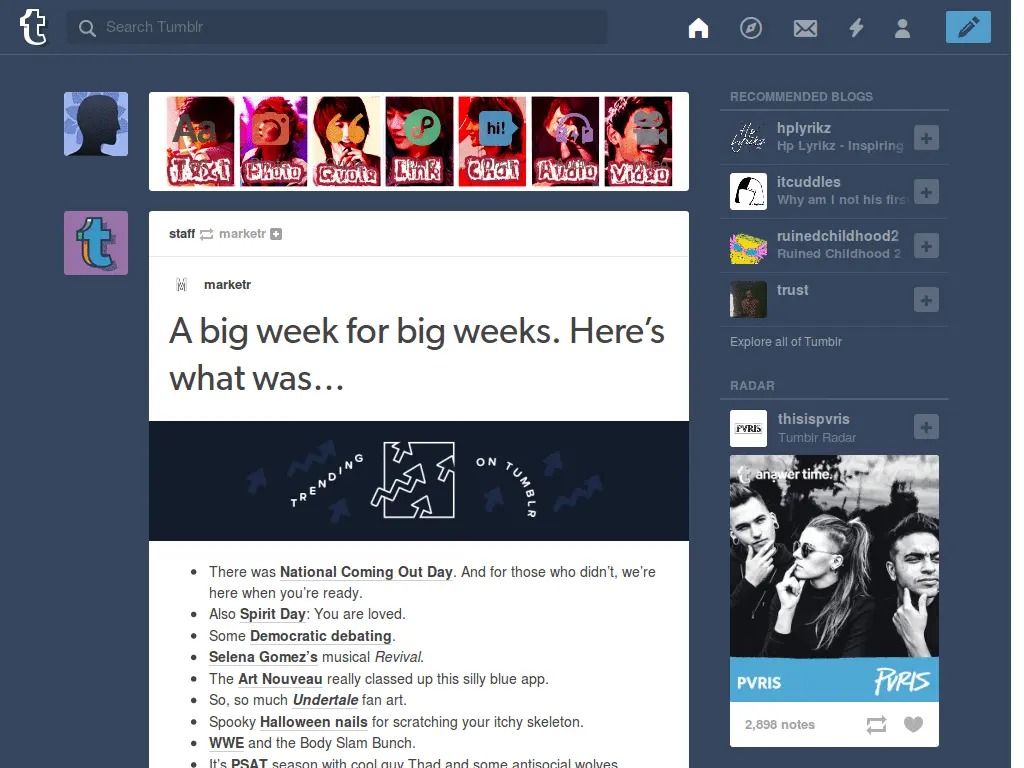 Search Tumblr
Aa
hi!
Text
Photo
Quote
Link
Chat
Audio
Video
staff marketr
marketr
A big week for big weeks. Here’s
what was…
TRENDING
ON TUMBLR
There was National Coming Out Day. And for those who didn’t, we’re
here when you’re ready.
Also Spirit Day: You are loved.
Some Democratic debating.
Selena Gomez’s musical Revival.
The Art Nouveau really classed up this silly blue app.
So, so much Undertale fan art.
Spooky Halloween nails for scratching your itchy skeleton.
WWE and the Body Slam Bunch.
It’s PSAT season with cool guy Thad and some antisocial wolves.
RECOMMENDED BLOGS
Hp Lyrikz
hplyrikz
Hp Lyrikz - Inspiring
itcuddles
Why am I not his firs
ruinedchildhood2
Ruined Childhood 2
trust
Explore all of Tumblr
RADAR
PVRIS
thisispvris
Tumblr Radar
answer time.
PVRIS
PVRIS
2,898 notes